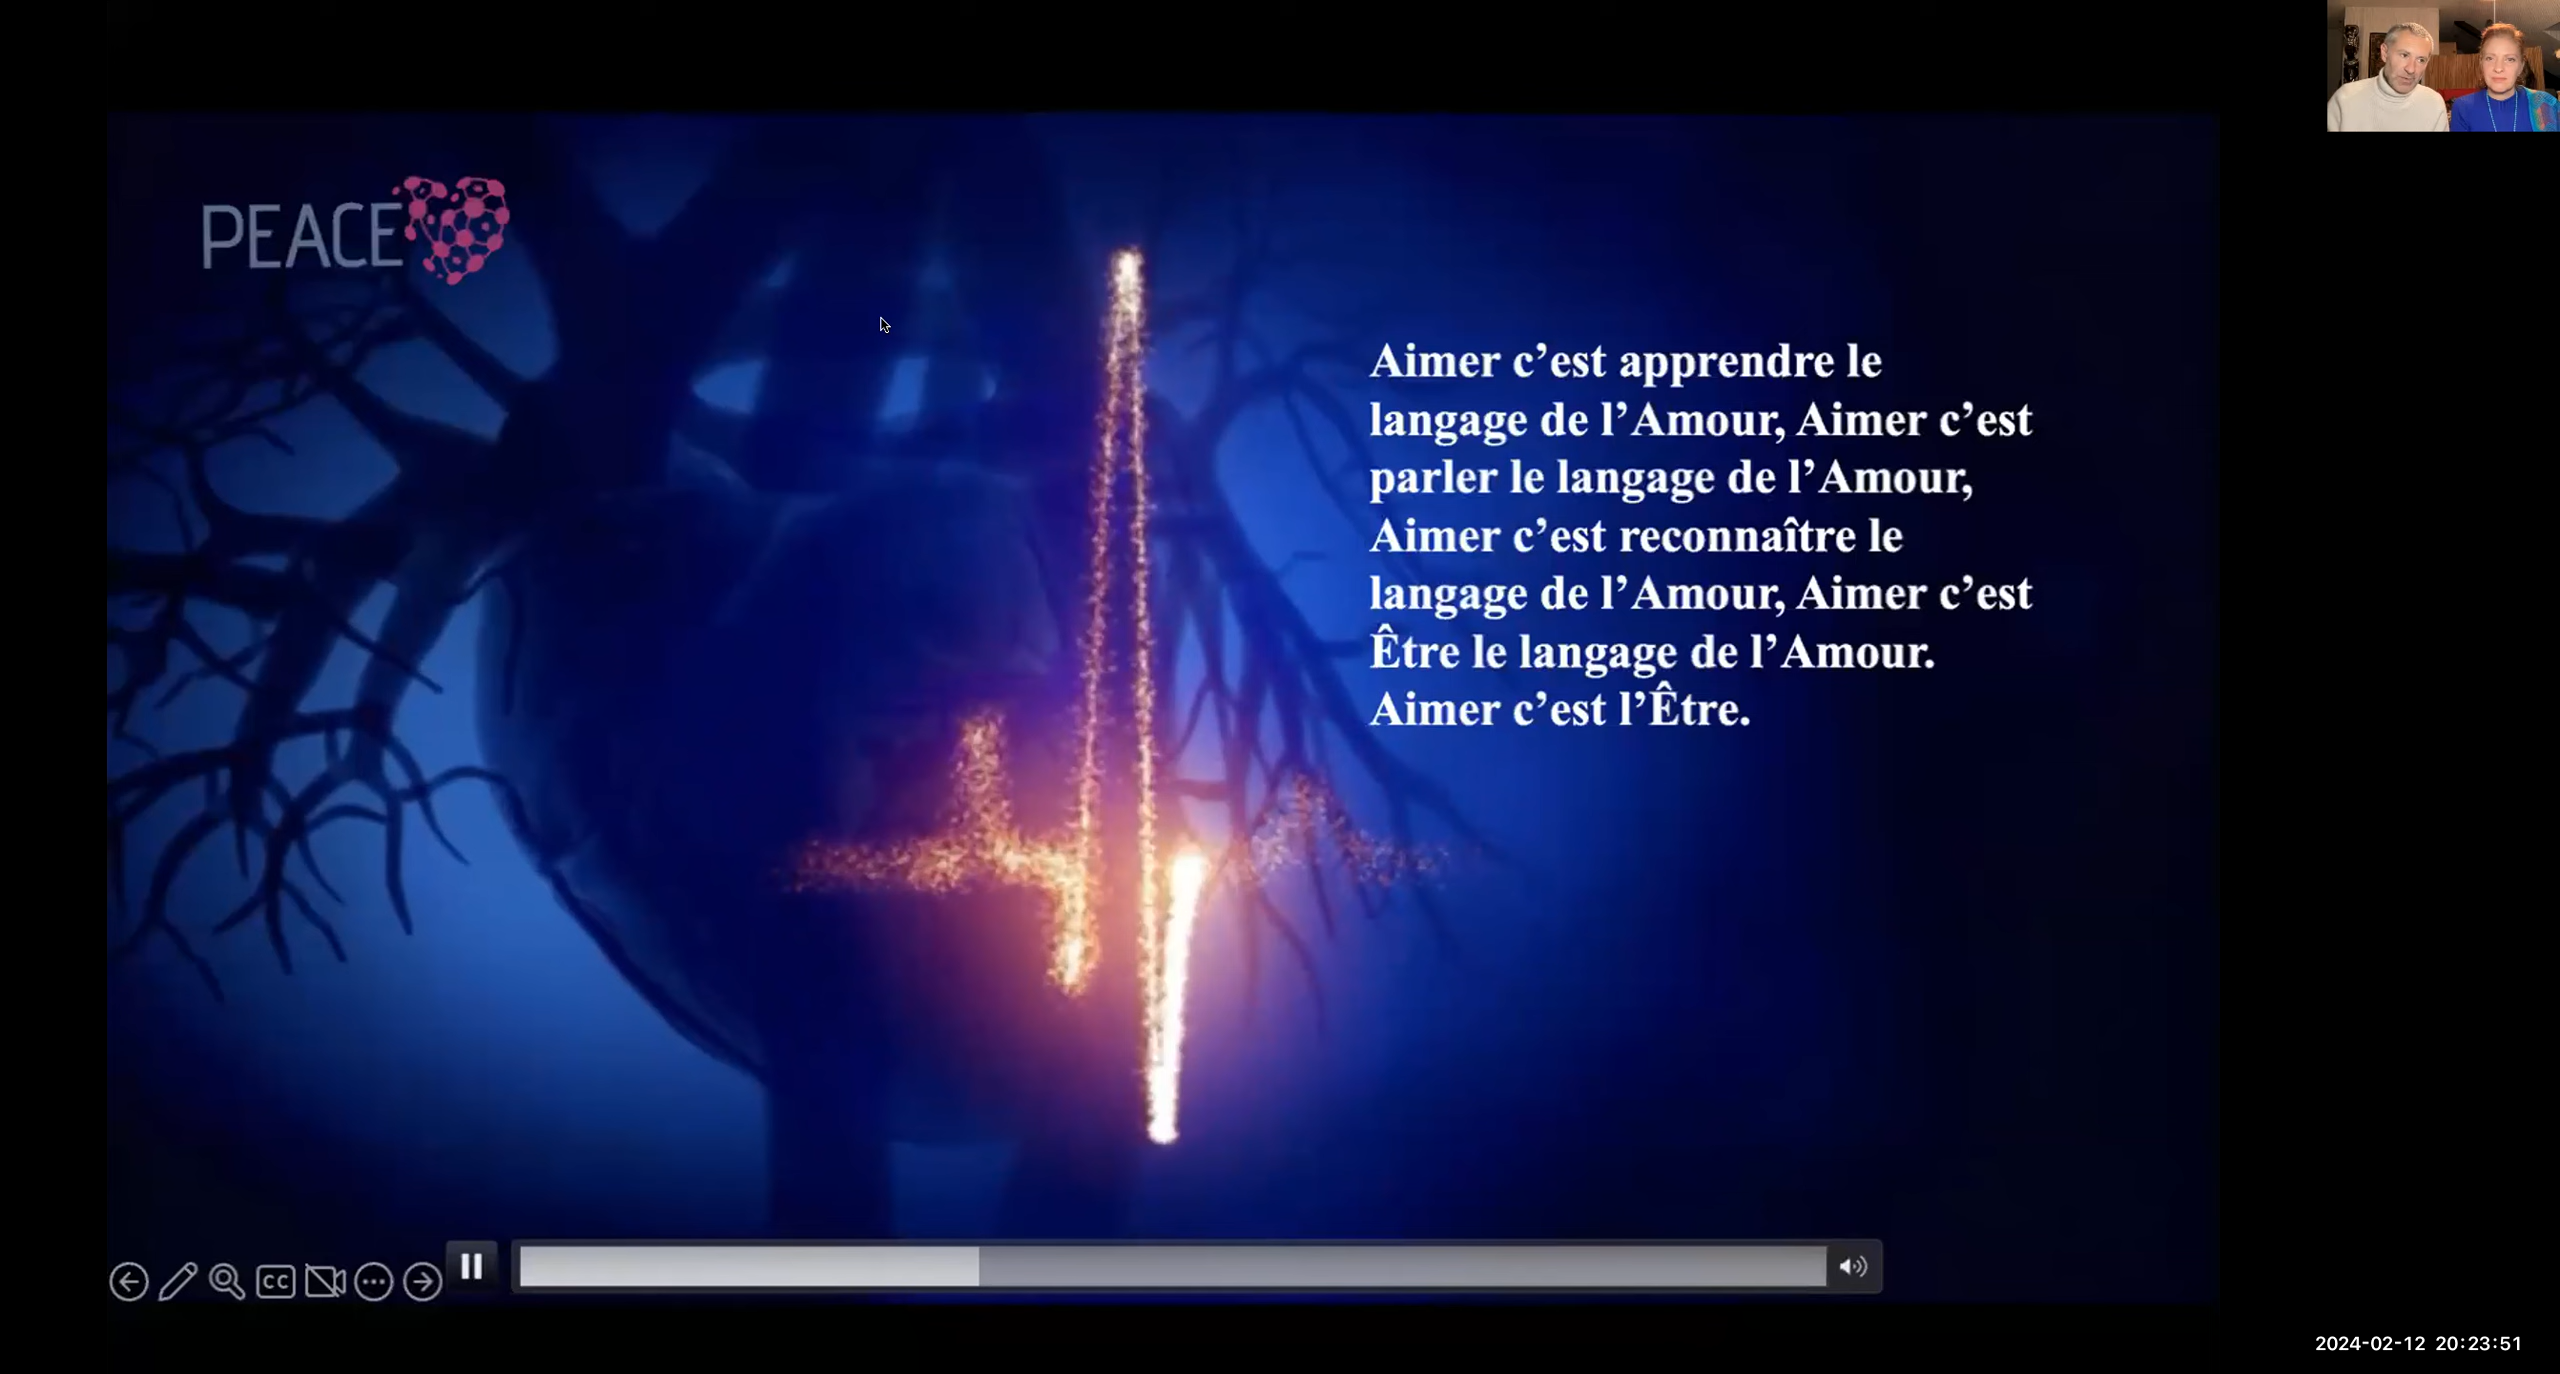 PEACE
Aimer c’est apprendre le
langage de l’Amour, Aimer c’est
parler le langage de l’Amour,
Aimer c’est reconnaître le
langage de l’Amour, Aimer c’est
Être le langage de l’Amour.
Aimer c’est l’Être.
CC
2024-02-12 20:23:51